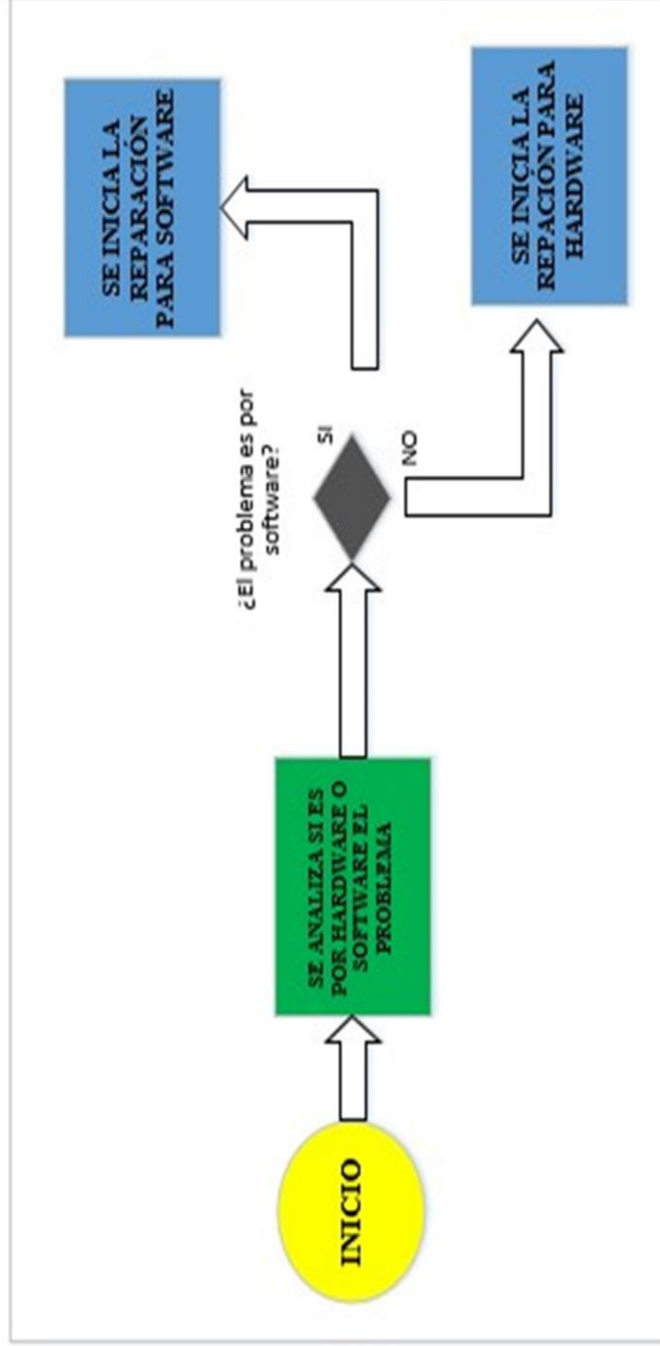 INICIO
SE ANALIZA SI ES
POR HARDWARE O
SOFTWARE EL
PROBLEMA
¿El problema es por
software?
SI
NO
SE INICIA LA
REPARACIÓN
PARA SOFTWARE
SE INICIA LA
REPACIÓN PARA
HARDWARE